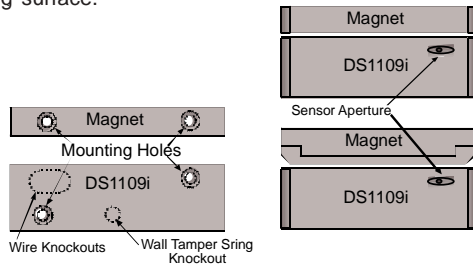 g surface.
Magnet
Mounting Holes
DS1109i
Wire Knockouts
Wall Tamper Sring
Knockout
Magnet
DS1109i
Sensor Aperture
Magnet
DS1109i